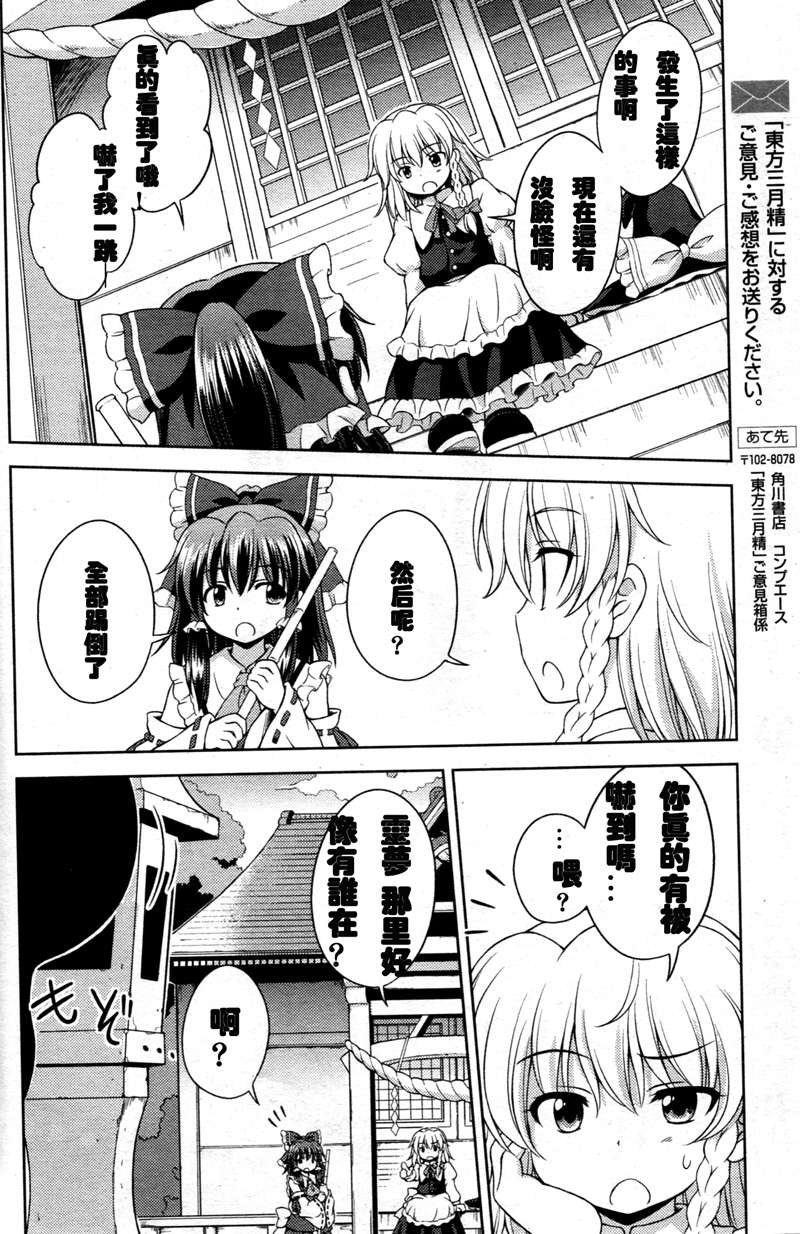 發生了這樣
的事啊
現在還有
沒臉怪啊
真的看到了哦!
嚇了我一跳
然后呢?
全部踢倒了
你真的有被
嚇到嗎…
…喂?
靈夢 那里好
像有誰在?
啊?
もぞ
「東方三月精」に対する
ご意見・ご感想をお送りください。
あて先
〒102-8078
角川書店 コンプエース
「東方三月精」ご意見箱係